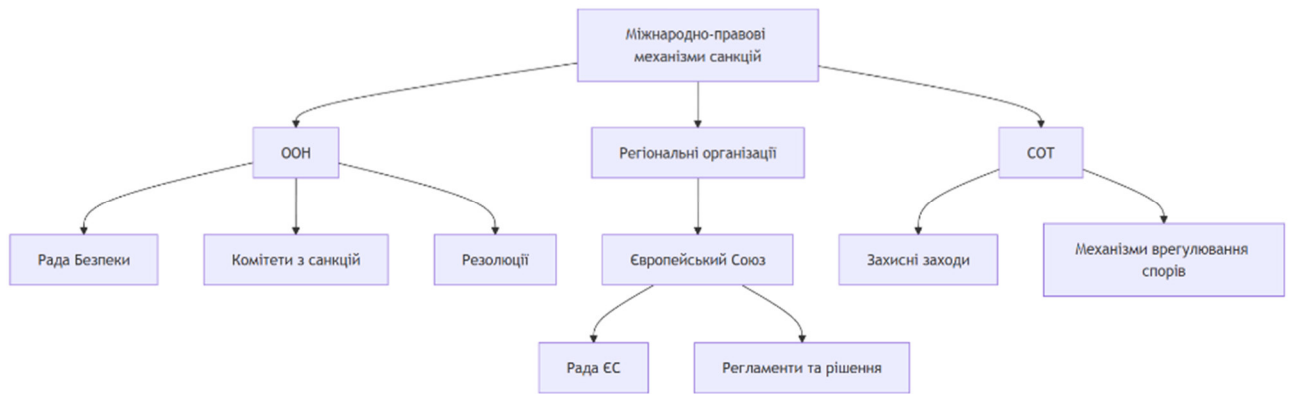 Міжнародно-правові
механізми санкцій
ООН
Регіональні організації
СОТ
Рада Безпеки
Комітети з санкцій
Резолюції
Європейський Союз
Захисні заходи
Механізми врегулювання
спорів
Рада ЄС
Регламенти та рішення